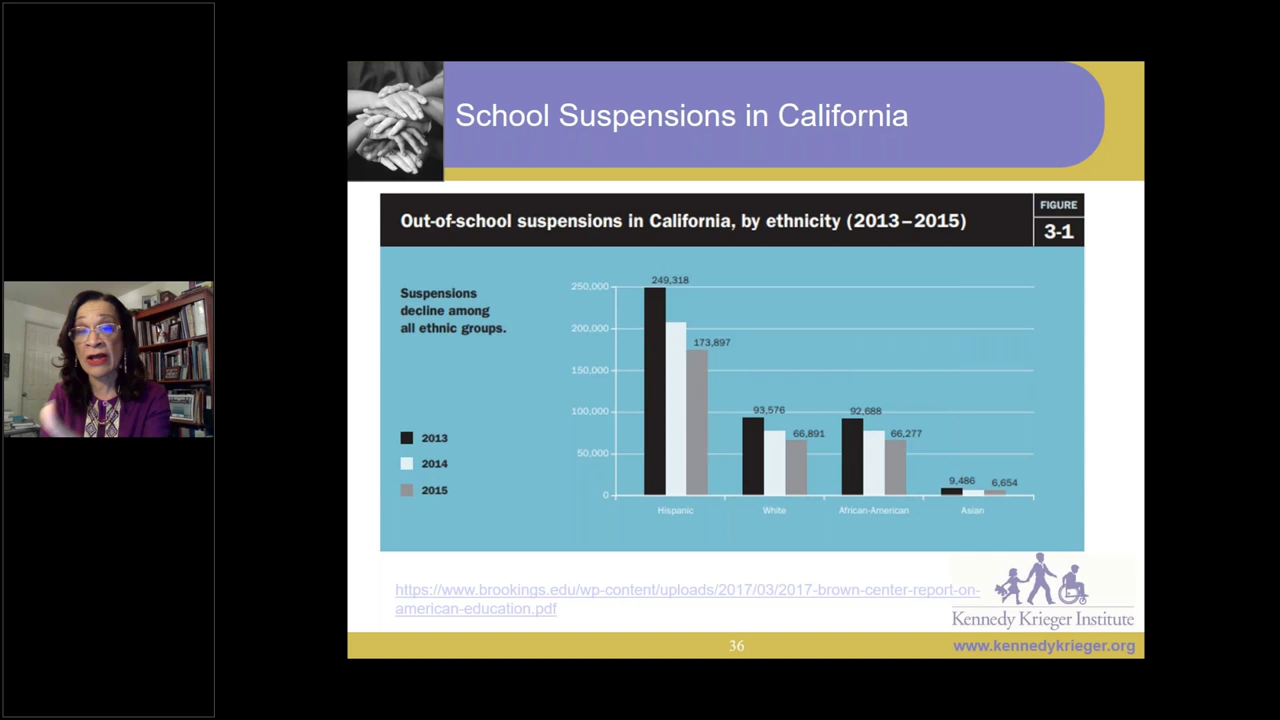 School Suspensions in California
Out-of-school suspensions in California, by ethnicity (2013–2015)
FIGURE
3-1
Suspensions
decline among
all ethnic groups.
2013
2014
2015
250,000
200,000
150,000
100,000
50,000
0
249,318
173,897
93,576
66,891
92,688
66,277
9,486
6,654
Hispanic
White
African-American
Asian
https://www.brookings.edu/wp-content/uploads/2017/03/2017-brown-center-report-on-
american-education.pdf
Kennedy Krieger Institute
36
www.kennedykrieger.org